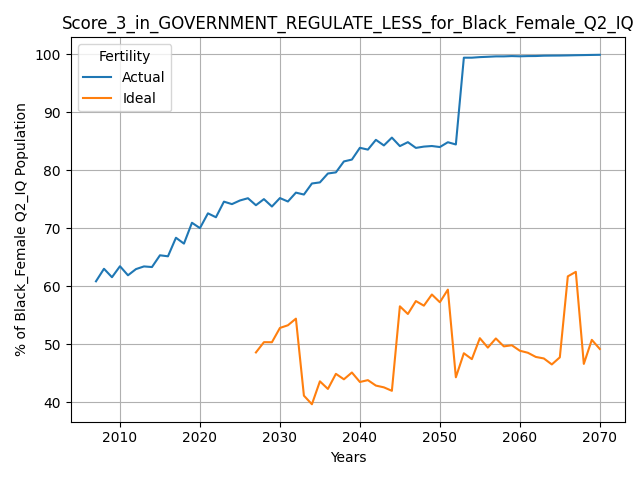 Score_3_in_GOVERNMENT_REGULATE_LESS_for_Black_Female_Q2_IQ
Fertility
Actual
Ideal
% of Black_Female Q2_IQ Population
100
90
80
70
60
50
40
2010 2020 2030 2040 2050 2060 2070
Years